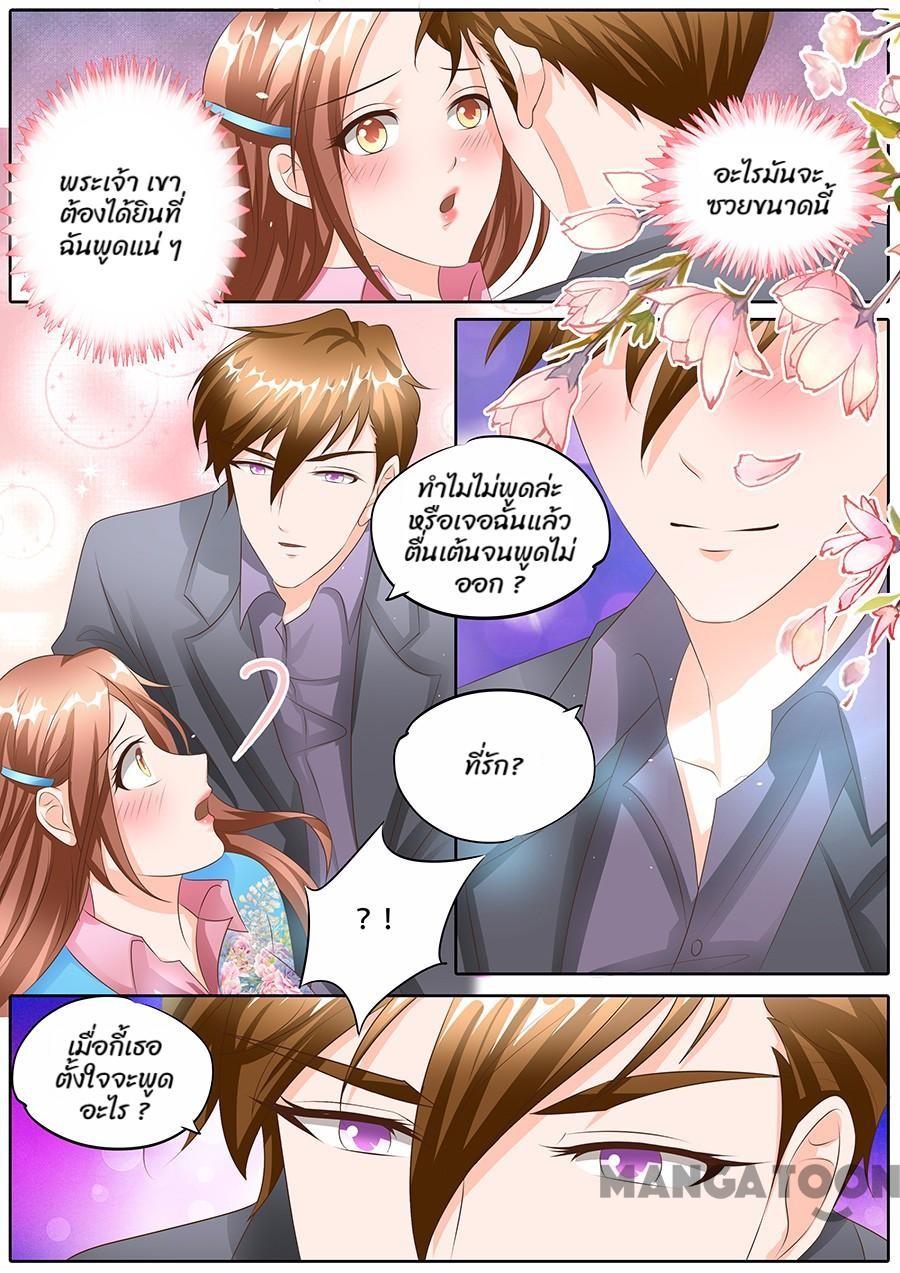 พระเจ้า เขา
ต้องได้ยินที่
ฉันพูดแน่ ๆ
อะไรมันจะ
ซวยขนาดนี้
ทำไมไม่พูดล่ะ
หรือเจอฉันแล้ว
ตื่นเต้นจนพูดไม่
ออก ?
ที่รัก?
? !
เมื่อกี้เธอ
ตั้งใจจะพูด
อะไร ?
MANGATOON